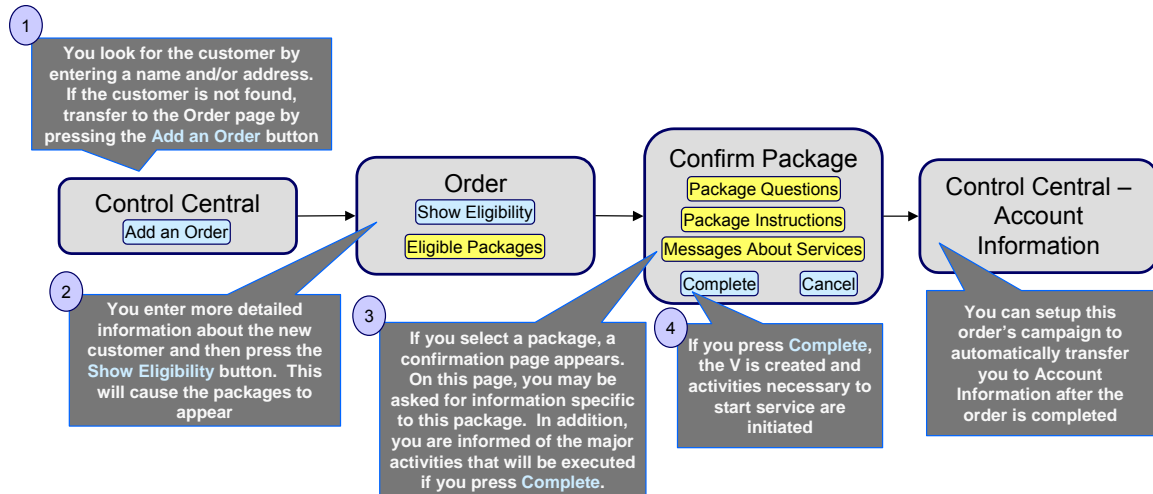 1
You look for the customer by
entering a name and/or address.
If the customer is not found,
transfer to the Order page by
pressing the Add an Order button
Control Central
Add an Order
Order
Show Eligibility
Eligible Packages
Confirm Package
Package Questions
Package Instructions
Messages About Services
Complete
Cancel
Control Central –
Account
Information
2
You enter more detailed
information about the new
customer and then press the
Show Eligibility button. This
will cause the packages to
appear
3
If you select a package, a
confirmation page appears.
On this page, you may be
asked for information specific
to this package. In addition,
you are informed of the major
activities that will be executed
if you press Complete.
4
If you press Complete,
the V is created and
activities necessary to
start service are
initiated
You can setup this
order's campaign to
automatically transfer
you to Account
Information after the
order is completed